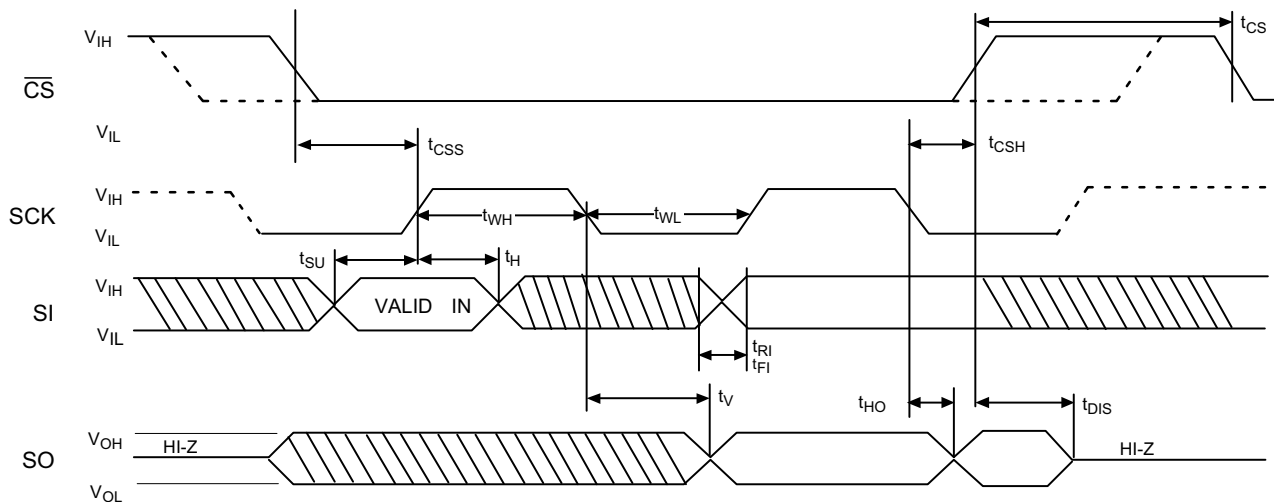 t_CS
V_IH
C̅S̅
V_IL
t_CSS
t_CSH
V_IH
SCK
V_IL
t_WH
t_WL
t_SU
t_H
V_IH
SI
V_IL
VALID IN
t_RI
t_FI
t_V
t_HO
t_DIS
V_OH
HI-Z
HI-Z
SO
V_OL